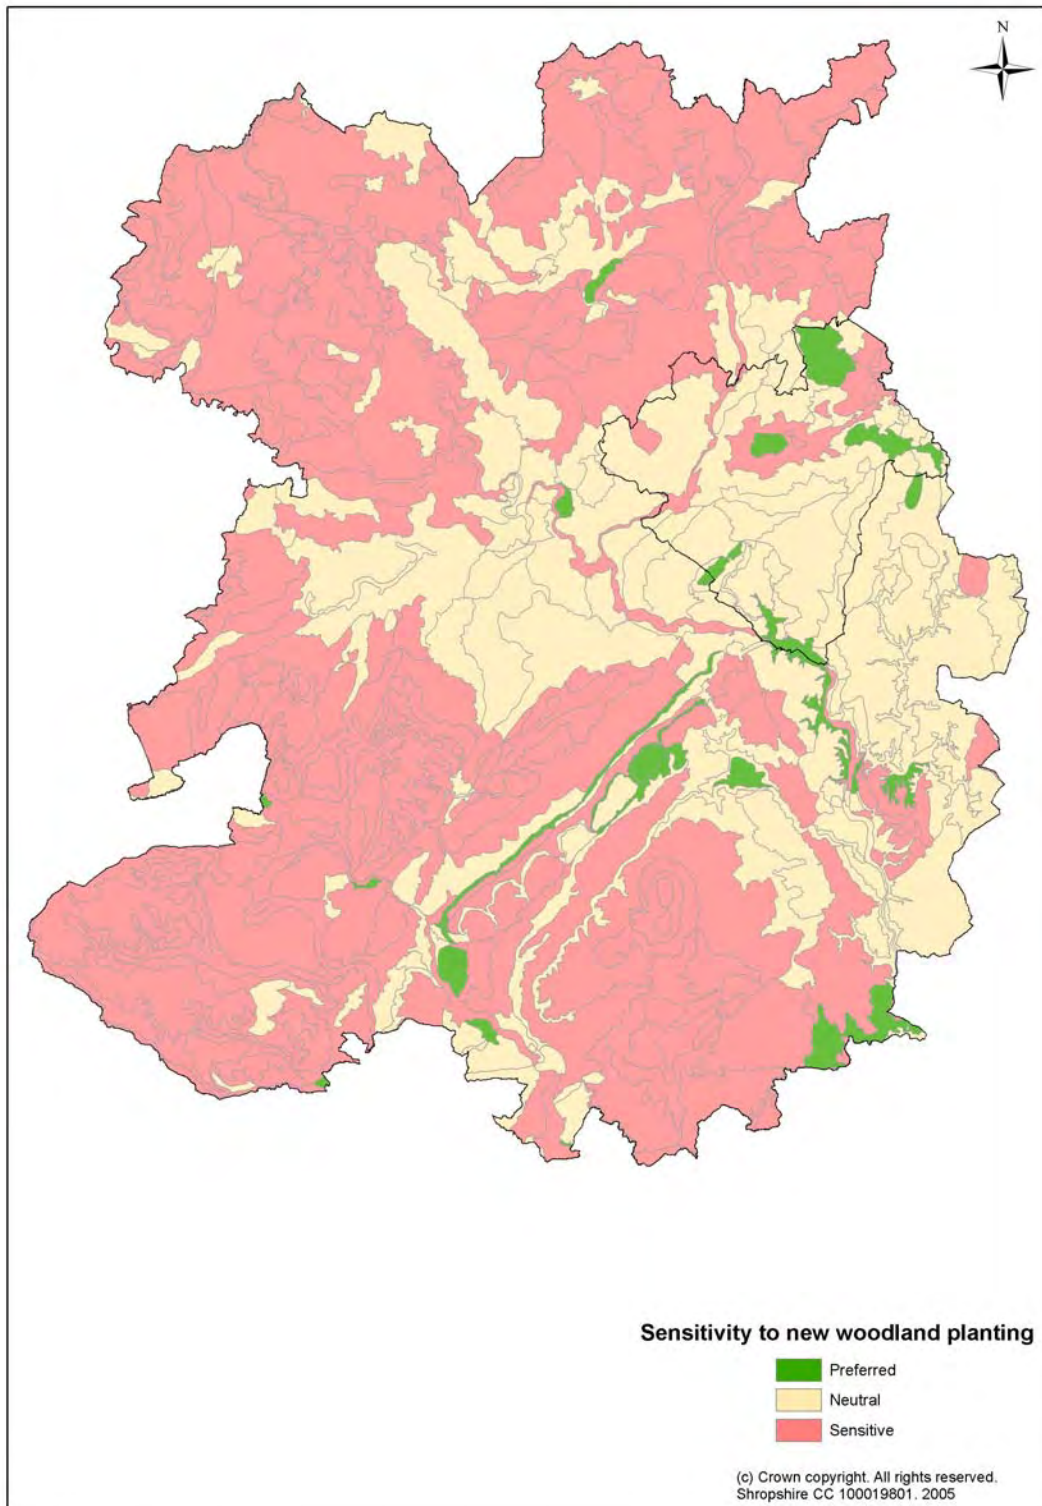 N
Sensitivity to new woodland planting
Preferred
Neutral
Sensitive
(c) Crown copyright. All rights reserved.
Shropshire CC 100019801. 2005